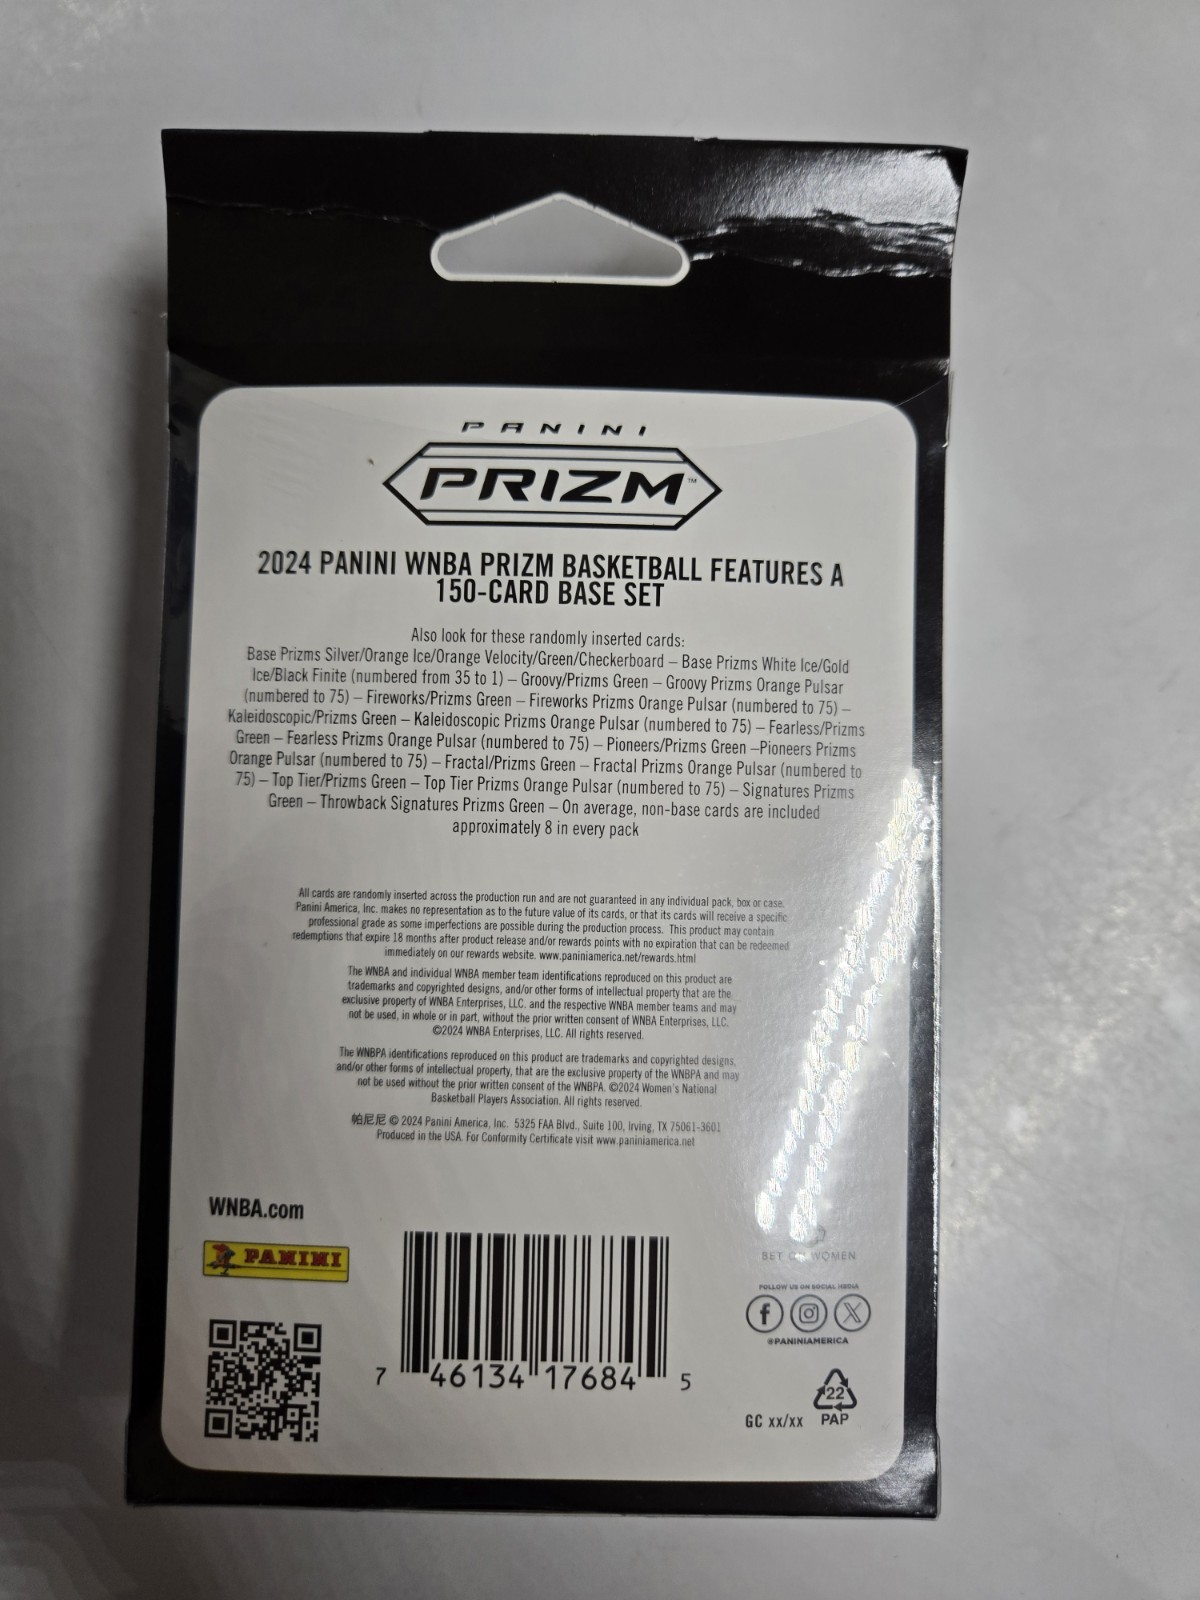 PANINI
PRIZM™
2024 PANINI WNBA PRIZM BASKETBALL FEATURES A
150-CARD BASE SET
Also look for these randomly inserted cards:
Base Prizms Silver/Orange Ice/Orange Velocity/Green/Checkerboard – Base Prizms White Ice/Gold
Ice/Black Finite (numbered from 35 to 1) – Groovy/Prizms Green – Groovy Prizms Orange Pulsar
(numbered to 75) – Fireworks/Prizms Green – Fireworks Prizms Orange Pulsar (numbered to 75) –
Kaleidoscopic/Prizms Green – Kaleidoscopic Prizms Orange Pulsar (numbered to 75) – Fearless/Prizms
Green – Fearless Prizms Orange Pulsar (numbered to 75) – Pioneers/Prizms Green –Pioneers Prizms
Orange Pulsar (numbered to 75) – Fractal/Prizms Green – Fractal Prizms Orange Pulsar (numbered to
75) – Top Tier/Prizms Green – Top Tier Prizms Orange Pulsar (numbered to 75) – Signatures Prizms
Green – Throwback Signatures Prizms Green – On average, non-base cards are included
approximately 8 in every pack
All cards are randomly inserted across the production run and are not guaranteed in any individual pack, box or case.
Panini America, Inc. makes no representation as to the future value of its cards, or that its cards will receive a specific
professional grade as some imperfections are possible during the production process. This product may contain
redemptions that expire 18 months after product release and/or rewards points with no expiration that can be redeemed
immediately on our rewards website. www.paniniamerica.net/rewards.html
The WNBA and individual WNBA member team identifications reproduced on this product are
trademarks and copyrighted designs, and/or other forms of intellectual property that are the
exclusive property of WNBA Enterprises, LLC. and the respective WNBA member teams and may
not be used, in whole or in part, without the prior written consent of WNBA Enterprises, LLC.
©2024 WNBA Enterprises, LLC. All rights reserved.
The WNBPA identifications reproduced on this product are trademarks and copyrighted designs,
and/or other forms of intellectual property, that are the exclusive property of the WNBPA and may
not be used without the prior written consent of the WNBPA. ©2024 Women's National
Basketball Players Association. All rights reserved.
帕尼尼 © 2024 Panini America, Inc. 5325 FAA Blvd., Suite 100, Irving, TX 75061-3601
Produced in the USA. For Conformity Certificate visit www.paniniamerica.net
WNBA.com
PANINI
7 46134 17684 5
BET ON WOMEN
FOLLOW US ON SOCIAL MEDIA
@PANINIAMERICA
22
GC xx/xx PAP